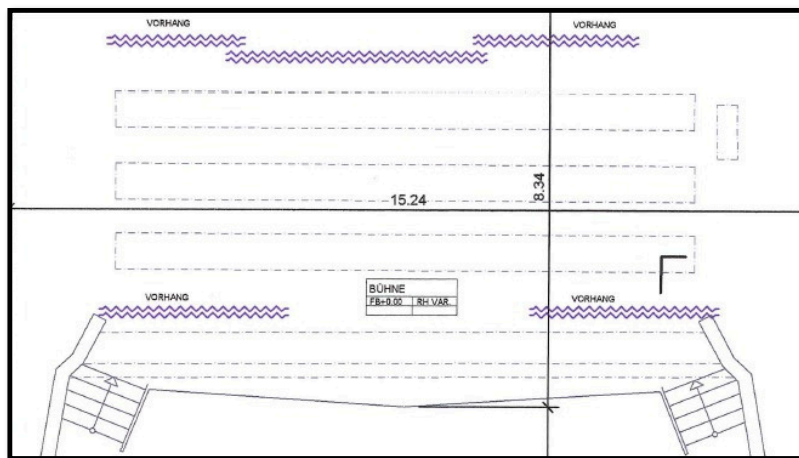 VORHANG
VORHANG
15.24
8.34
BÜHNE
FB+0.00 RH VAR.
VORHANG
VORHANG